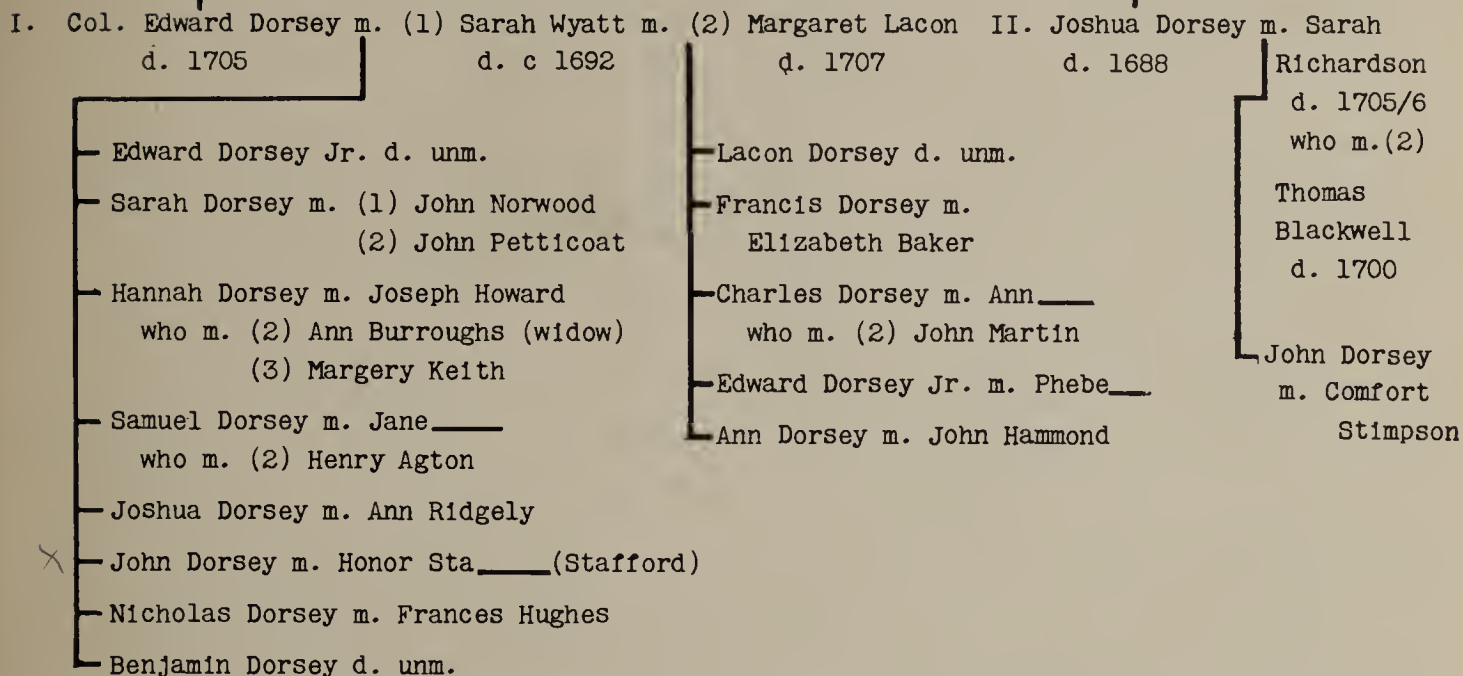 I. Col. Edward Dorsey m. (1) Sarah Wyatt m. (2) Margaret Lacon II. Joshua Dorsey m. Sarah
d. 1705 d. c 1692 d. 1707 d. 1688 Richardson
d. 1705/6
who m.(2)
Thomas
Blackwell
d. 1700
John Dorsey
m. Comfort
Stimpson
Edward Dorsey Jr. d. unm.
Sarah Dorsey m. (1) John Norwood
(2) John Petticoat
Hannah Dorsey m. Joseph Howard
who m. (2) Ann Burroughs (widow)
(3) Margery Keith
Samuel Dorsey m. Jane____
who m. (2) Henry Agton
Joshua Dorsey m. Ann Ridgely
X John Dorsey m. Honor Sta____(Stafford)
Nicholas Dorsey m. Frances Hughes
Benjamin Dorsey d. unm.
Lacon Dorsey d. unm.
Francis Dorsey m.
Elizabeth Baker
Charles Dorsey m. Ann____
who m. (2) John Martin
Edward Dorsey Jr. m. Phebe___
Ann Dorsey m. John Hammond